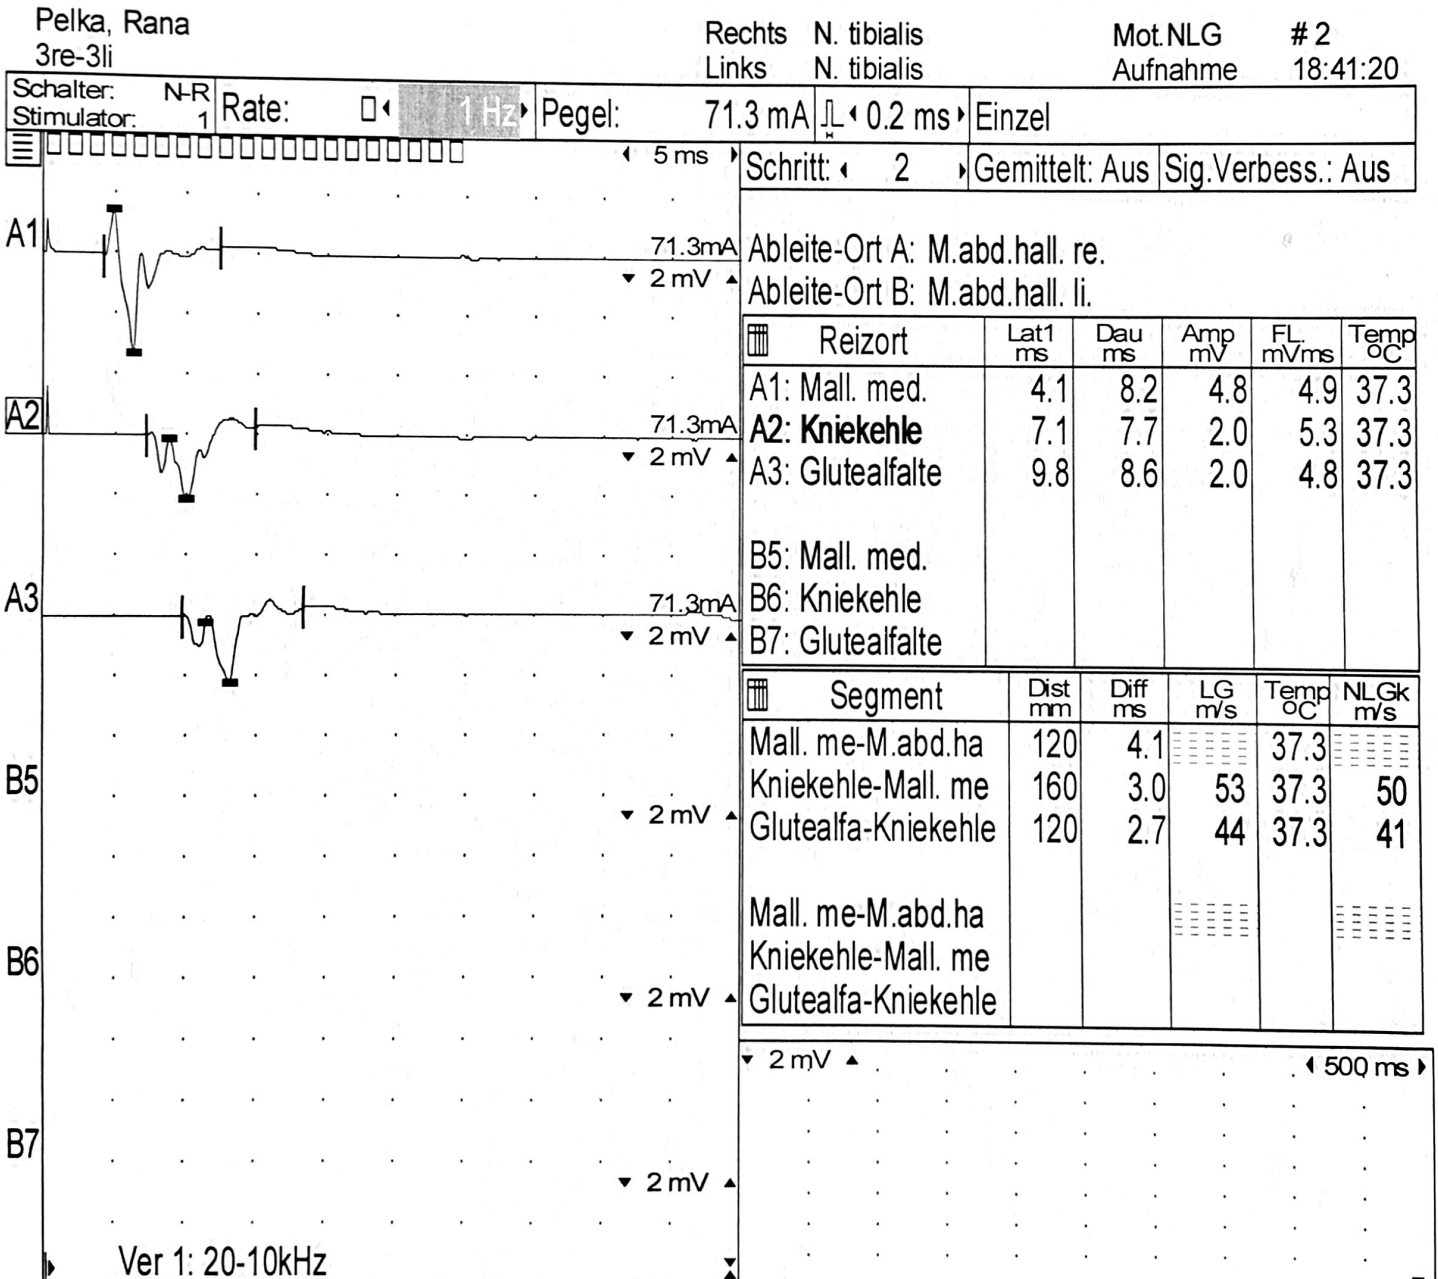 Pelka, Rana
3re-3li
Rechts N. tibialis Mot.NLG # 2
Links N. tibialis Aufnahme 18:41:20
Schalter: N-R
Stimulator: 1
Rate: 1 Hz
Pegel: 71.3 mA
0.2 ms
Einzel
5 ms
Schritt: 2
Gemittelt: Aus
Sig.Verbess.: Aus
A1
71.3mA
2 mV
A2
71.3mA
2 mV
A3
71.3mA
2 mV
B5
2 mV
B6
2 mV
B7
2 mV
Ver 1: 20-10kHz
Ableite-Ort A: M.abd.hall. re.
Ableite-Ort B: M.abd.hall. li.
Reizort Lat1 ms Dau ms Amp mV FL. mVms Temp °C
A1: Mall. med. 4.1 8.2 4.8 4.9 37.3
A2: Kniekehle 7.1 7.7 2.0 5.3 37.3
A3: Glutealfalte 9.8 8.6 2.0 4.8 37.3
B5: Mall. med.
B6: Kniekehle
B7: Glutealfalte
Segment Dist mm Diff ms LG m/s Temp °C NLGk m/s
Mall. me-M.abd.ha 120 4.1 37.3
Kniekehle-Mall. me 160 3.0 53 37.3 50
Glutealfa-Kniekehle 120 2.7 44 37.3 41
Mall. me-M.abd.ha
Kniekehle-Mall. me
Glutealfa-Kniekehle
2 mV 500 ms